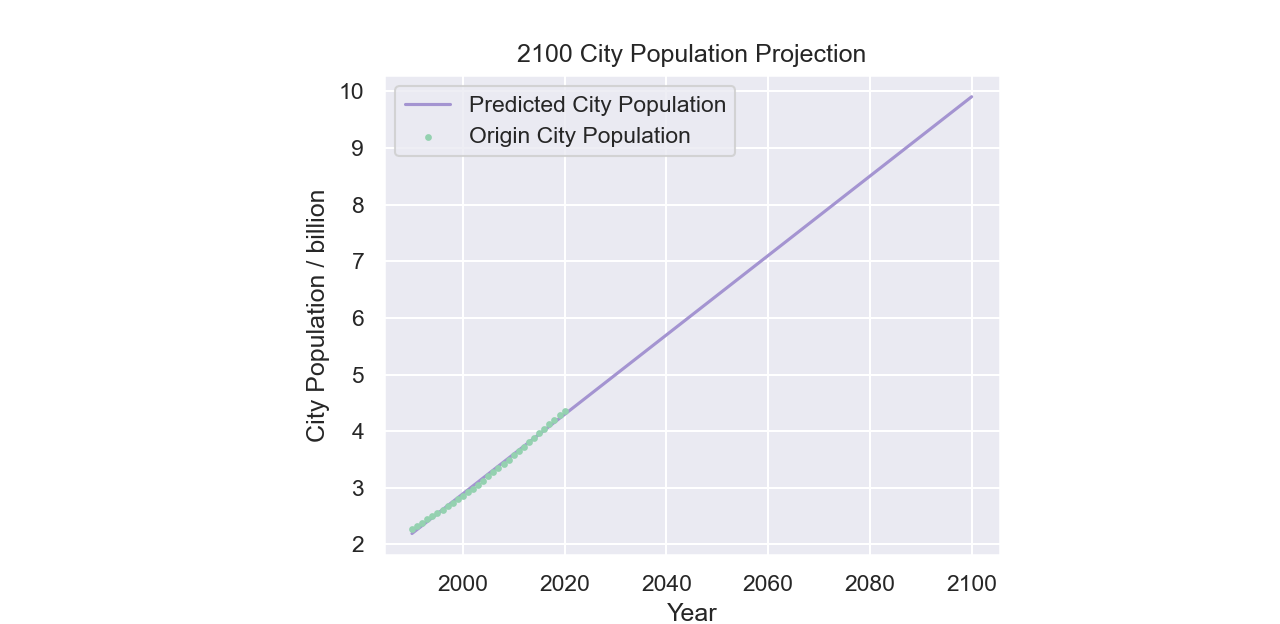 2100 City Population Projection
Predicted City Population
Origin City Population
City Population / billion
10
9
8
7
6
5
4
3
2
2000 2020 2040 2060 2080 2100
Year